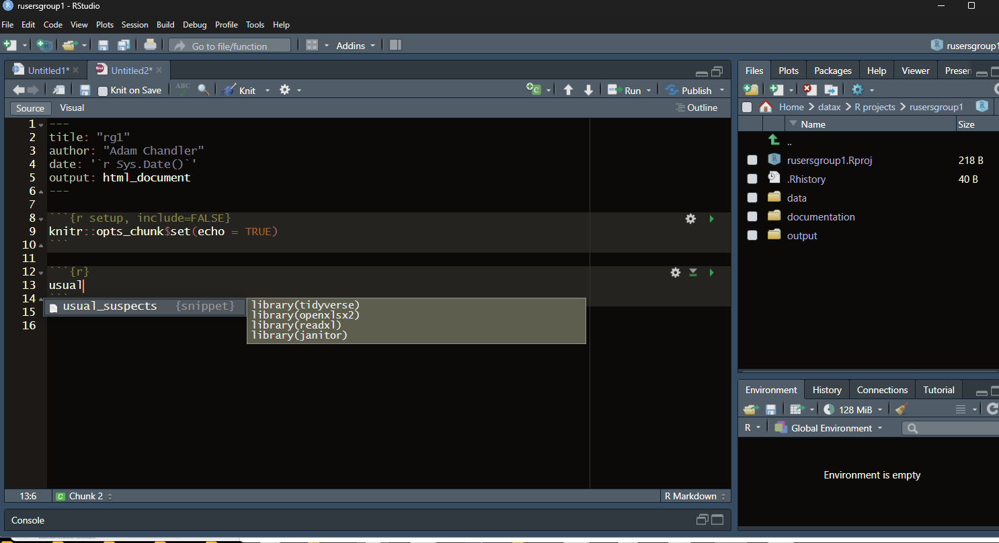 rusersgroup1 - RStudio
File Edit Code View Plots Session Build Debug Profile Tools Help
Go to file/function Addins rusersgroup1
Untitled1* Untitled2*
Knit on Save ABC Knit Run Publish
Source Visual Outline
1 ---
2 title: "rg1"
3 author: "Adam Chandler"
4 date: '`r Sys.Date()`'
5 output: html_document
6 ---
7
8 ```{r setup, include=FALSE}
9 knitr::opts_chunk$set(echo = TRUE)
10 ```
11
12 ```{r}
13 usual
14 ```
15
16
usual_suspects {snippet}
library(tidyverse)
library(openxlsx2)
library(readxl)
library(janitor)
13:6 C Chunk 2 R Markdown
Console
Files Plots Packages Help Viewer Presen
Home datax R projects rusersgroup1
Name Size
..
rusersgroup1.Rproj 218 B
.Rhistory 40 B
data
documentation
output
Environment History Connections Tutorial
128 MiB
R Global Environment
Environment is empty